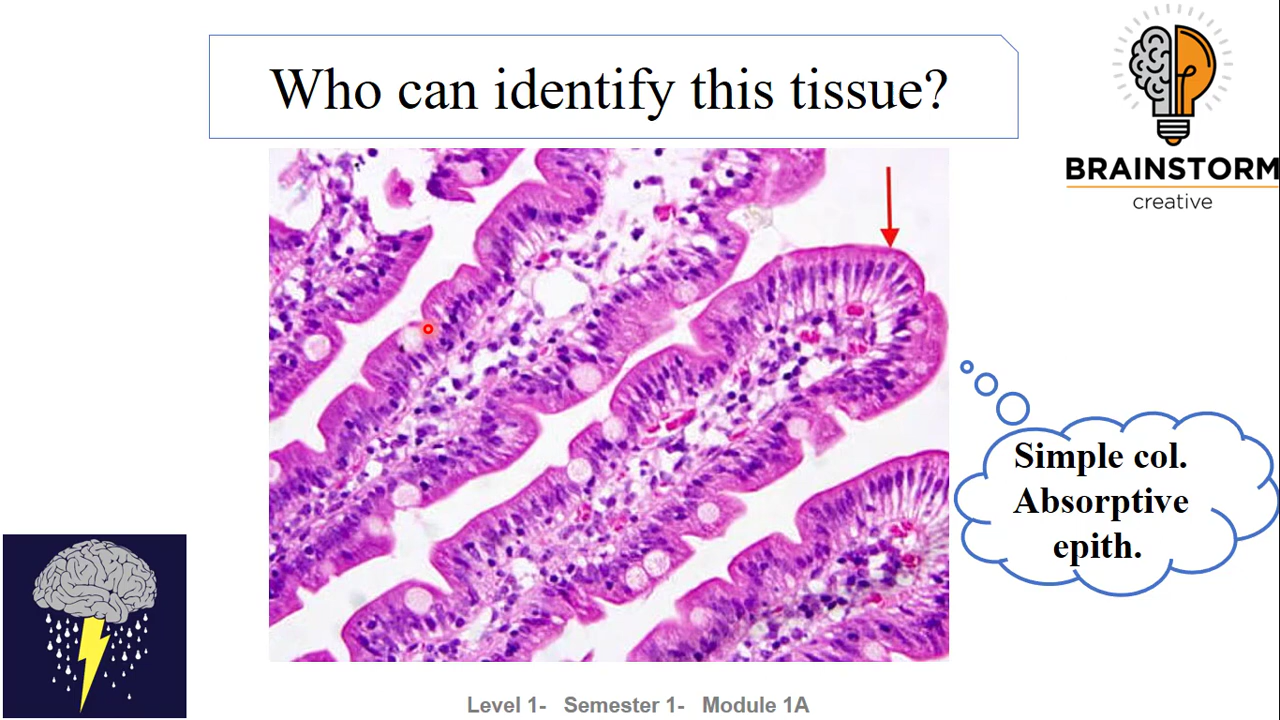 Who can identify this tissue?
BRAINSTORM
creative
Simple col.
Absorptive
epith.
Level 1- Semester 1- Module 1A